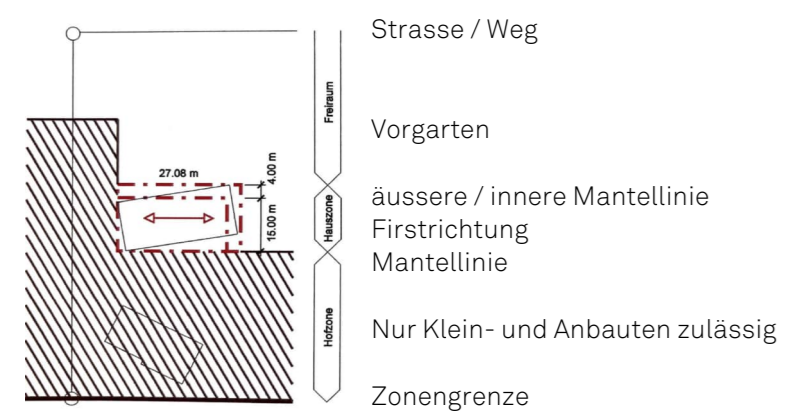 Strasse / Weg
Freiraum
Vorgarten
27.08 m
4.00 m
äussere / innere Mantellinie
Hauszone
15.00 m
Firstrichtung
Mantellinie
Hofzone
Nur Klein- und Anbauten zulässig
Zonengrenze